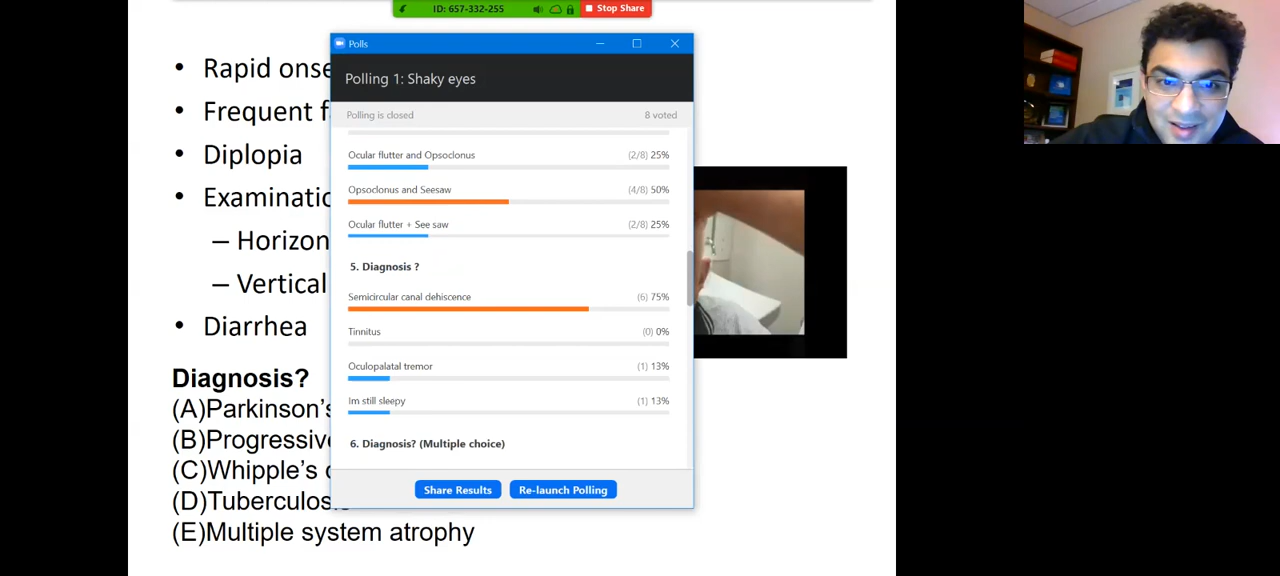 ID: 657-332-255
Stop Share
Polls
Polling 1: Shaky eyes
Polling is closed
8 voted
Ocular flutter and Opsoclonus
(2/8) 25%
Opsoclonus and Seesaw
(4/8) 50%
Ocular flutter + See saw
(2/8) 25%
5. Diagnosis ?
Semicircular canal dehiscence
(6) 75%
Tinnitus
(0) 0%
Oculopalatal tremor
(1) 13%
Im still sleepy
(1) 13%
6. Diagnosis? (Multiple choice)
Share Results
Re-launch Polling
• Rapid
• Frequent
• Diplopia
•
– 
– Vertical
• Diarrhea
Diagnosis?
(A)Parkinson's
(B)Progressive
(C)Whipple's
(D)
(E)Multiple system atrophy